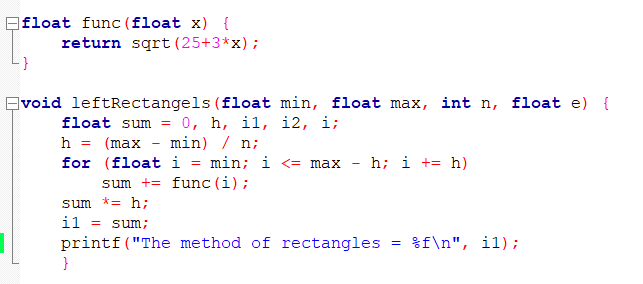 float func(float x) {
    return sqrt(25+3*x);
}
void leftRectangels(float min, float max, int n, float e) {
    float sum = 0, h, i1, i2, i;
    h = (max - min) / n;
    for (float i = min; i <= max - h; i += h)
        sum += func(i);
    sum *= h;
    i1 = sum;
    printf("The method of rectangles = %f\n", i1);
    }